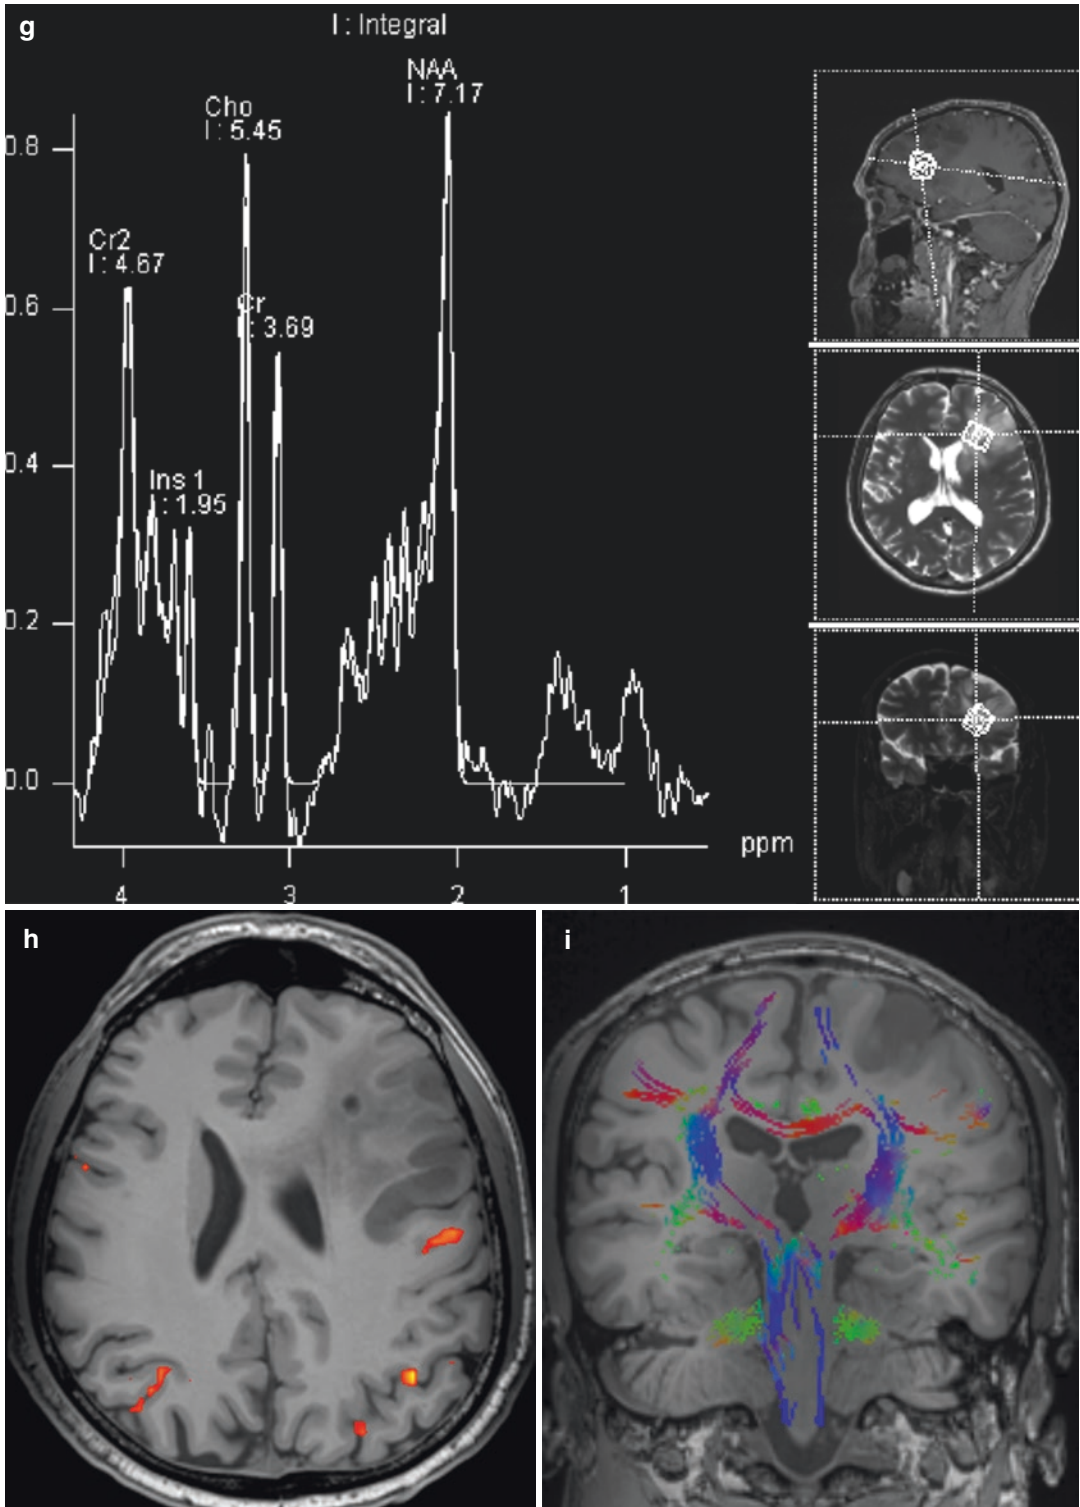 g
I : Integral
NAA
I : 7.17
Cho
I : 5.45
Cr2
I : 4.67
Cr
I : 3.69
Ins 1
I : 1.95
0.8
0.6
0.4
0.2
0.0
ppm
4
3
2
1
h
i